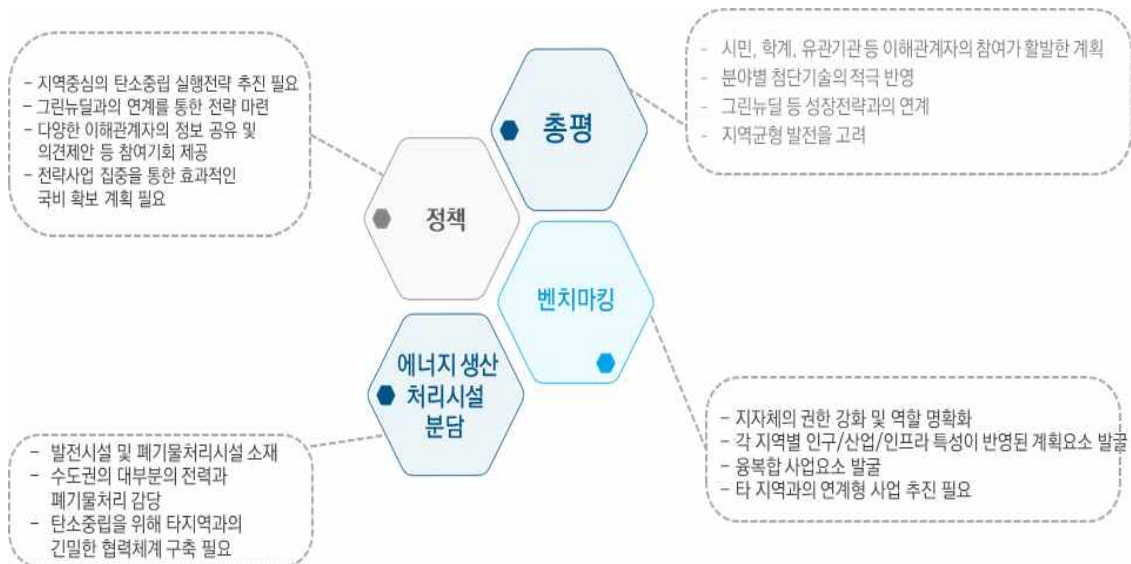 - 지역중심의 탄소중립 실행전략 추진 필요
- 그린뉴딜과의 연계를 통한 전략 마련
- 다양한 이해관계자의 정보 공유 및
의견제안 등 참여기회 제공
- 전략사업 집중을 통한 효과적인
국비 확보 계획 필요
정책
총평
- 시민, 학계, 유관기관 등 이해관계자의 참여가 활발한 계획
- 분야별 첨단기술의 적극 반영
- 그린뉴딜 등 성장전략과의 연계
- 지역균형 발전을 고려
벤치마킹
에너지 생산
처리시설
분담
- 발전시설 및 폐기물처리시설 소재
- 수도권의 대부분의 전력과
폐기물처리 감당
- 탄소중립을 위해 타지역과의
긴밀한 협력체계 구축 필요
- 지자체의 권한 강화 및 역할 명확화
- 각 지역별 인구/산업/인프라 특성이 반영된 계획요소 발굴
- 융복합 사업요소 발굴
- 타 지역과의 연계형 사업 추진 필요